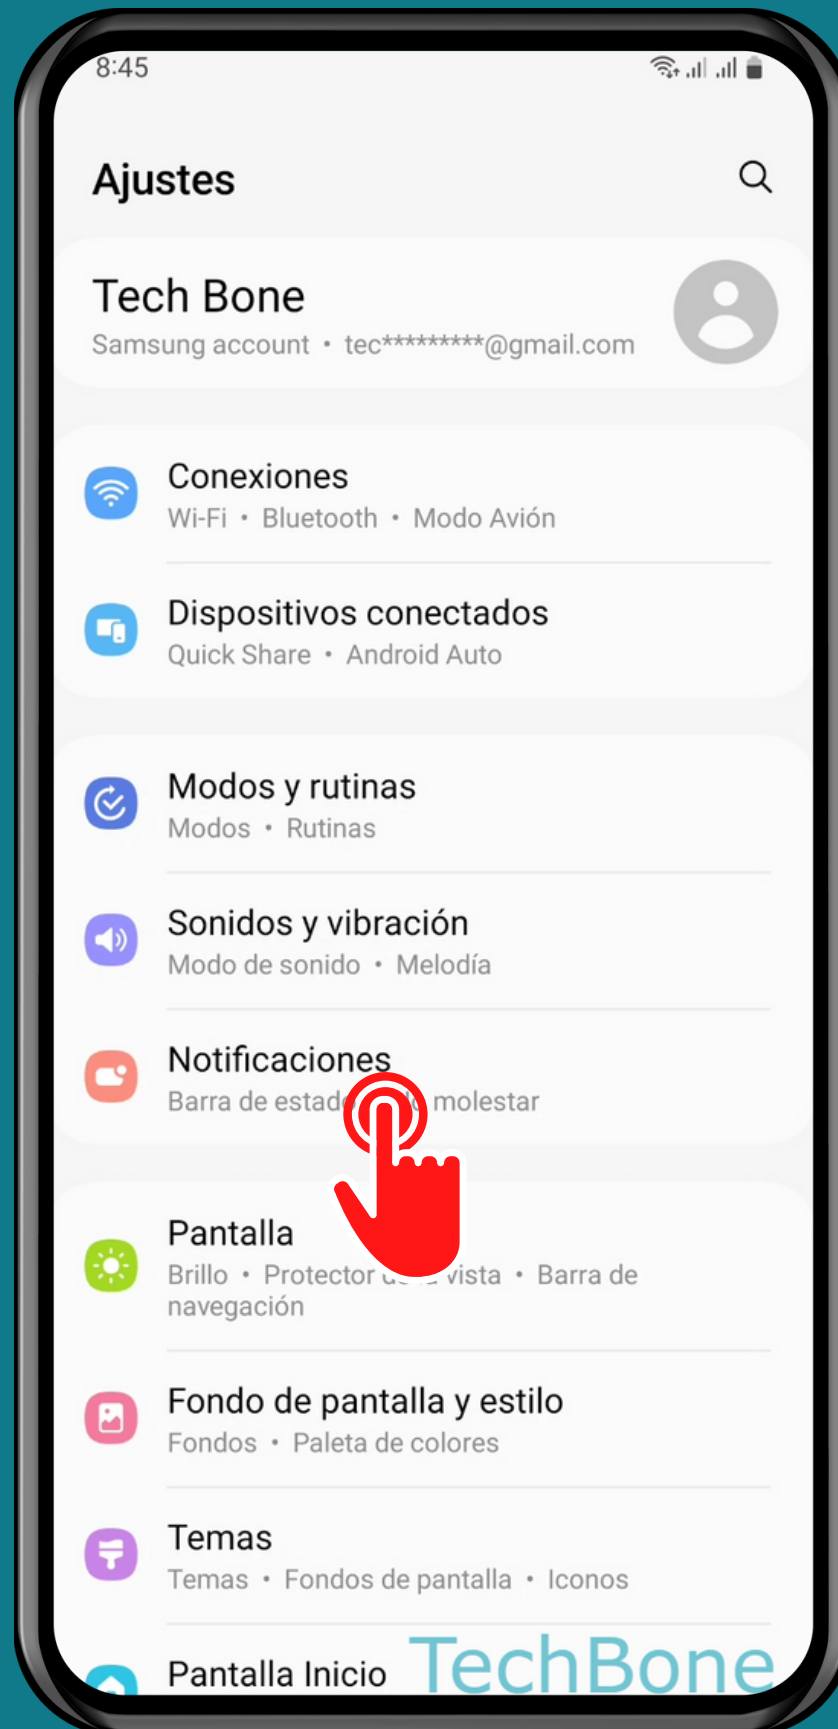 8:45
Ajustes
Tech Bone
Samsung account • tec*********@gmail.com
Conexiones
Wi-Fi • Bluetooth • Modo Avión
Dispositivos conectados
Quick Share • Android Auto
Modos y rutinas
Modos • Rutinas
Sonidos y vibración
Modo de sonido • Melodía
Notificaciones
Barra de estado molestar
Pantalla
Brillo • Protector de la vista • Barra de
navegación
Fondo de pantalla y estilo
Fondos • Paleta de colores
Temas
Temas • Fondos de pantalla • Iconos
Pantalla Inicio
TechBone